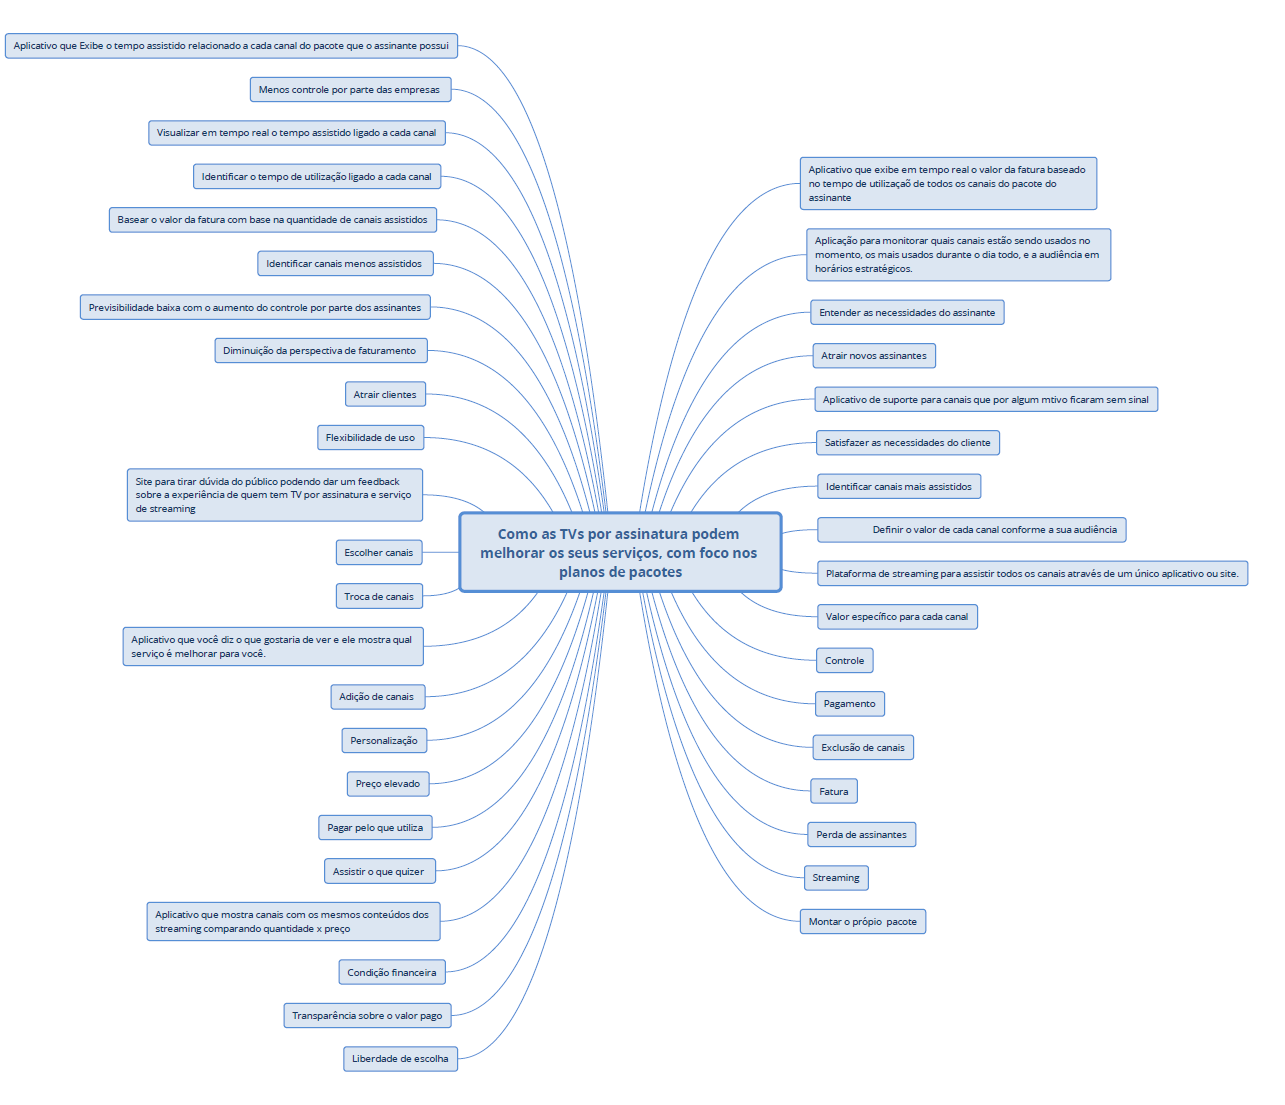 Aplicativo que Exibe o tempo assistido relacionado a cada canal do pacote que o assinante possui
Menos controle por parte das empresas
Visualizar em tempo real o tempo assistido ligado a cada canal
Identificar o tempo de utilização ligado a cada canal
Basear o valor da fatura com base na quantidade de canais assistidos
Identificar canais menos assistidos
Previsibilidade baixa com o aumento do controle por parte dos assinantes
Diminuição da perspectiva de faturamento
Atrair clientes
Flexibilidade de uso
Site para tirar dúvida do público podendo dar um feedback
sobre a experiência de quem tem TV por assinatura e serviço
de streaming
Escolher canais
Troca de canais
Aplicativo que você diz o que gostaria de ver e ele mostra qual
serviço é melhorar para você.
Adição de canais
Personalização
Preço elevado
Pagar pelo que utiliza
Assistir o que quizer
Aplicativo que mostra canais com os mesmos conteúdos dos
streaming comparando quantidade x preço
Condição financeira
Transparência sobre o valor pago
Liberdade de escolha
Como as TVs por assinatura podem
melhorar os seus serviços, com foco nos
planos de pacotes
Aplicativo que exibe em tempo real o valor da fatura baseado
no tempo de utilizaçaõ de todos os canais do pacote do
assinante
Aplicação para monitorar quais canais estão sendo usados no
momento, os mais usados durante o dia todo, e a audiência em
horários estratégicos.
Entender as necessidades do assinante
Atrair novos assinantes
Aplicativo de suporte para canais que por algum mtivo ficaram sem sinal
Satisfazer as necessidades do cliente
Identificar canais mais assistidos
Definir o valor de cada canal conforme a sua audiência
Plataforma de streaming para assistir todos os canais através de um único aplicativo ou site.
Valor específico para cada canal
Controle
Pagamento
Exclusão de canais
Fatura
Perda de assinantes
Streaming
Montar o própio pacote